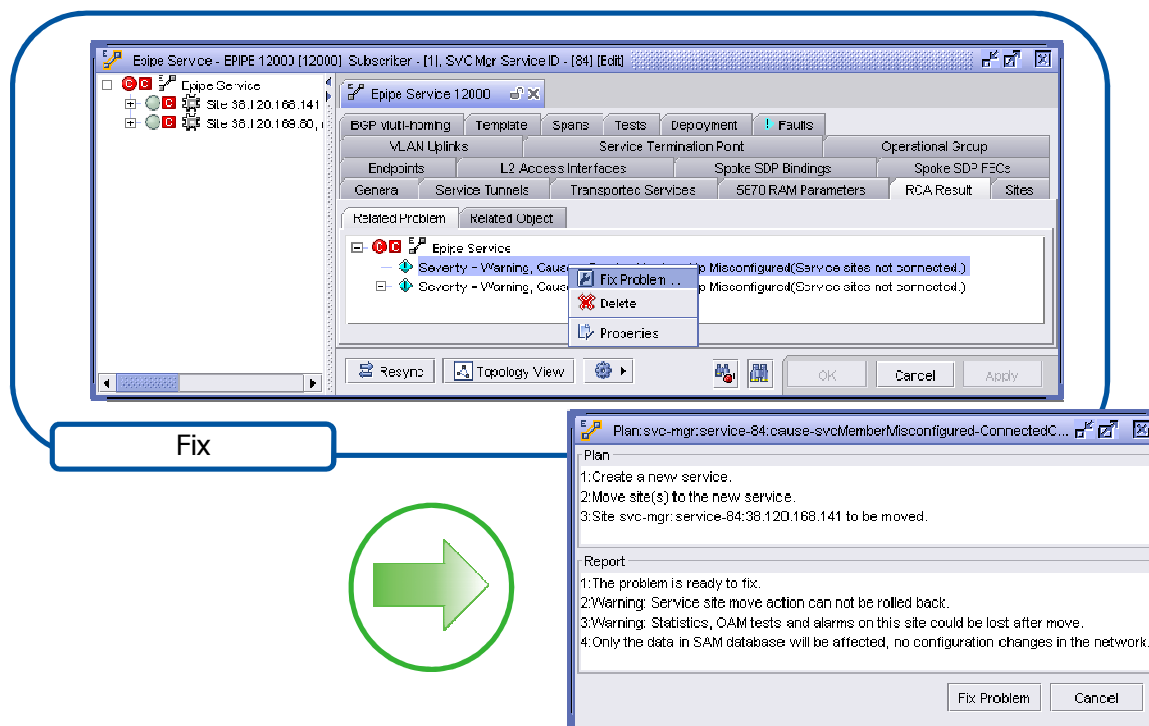 Epipe Service - EPIPE 12000 [12000], Subscriber - [1], SVC Mgr Service ID - [84] [Edit]
Epipe Service
Site 38.120.168.141
Site 38.120.169.80,
Epipe Service 12000
BGP Multi-homing Template Spans Tests Deployment ! Faults
VLAN Uplinks Service Termination Point Operational Group
Endpoints L2 Access Interfaces Spoke SDP Bindings Spoke SDP FECs
General Service Tunnels Transported Services 5670 RAM Parameters RCA Result Sites
Related Problem Related Object
Epipe Service
Severity - Warning, Cause Misconfigured(Service sites not connected.)
Severity - Warning, Cause Misconfigured(Service sites not connected.)
Fix Problem ...
Delete
Properties
Resync Topology View OK Cancel Apply
Fix
Plan:svc-mgr:service-84:cause-svcMemberMisconfigured-ConnectedC...
Plan
1:Create a new service.
2:Move site(s) to the new service.
3:Site svc-mgr:service-84:38.120.168.141 to be moved.
Report
1:The problem is ready to fix.
2:Warning: Service site move action can not be rolled back.
3:Warning: Statistics, OAM tests and alarms on this site could be lost after move.
4:Only the data in SAM database will be affected, no configuration changes in the network.
Fix Problem Cancel